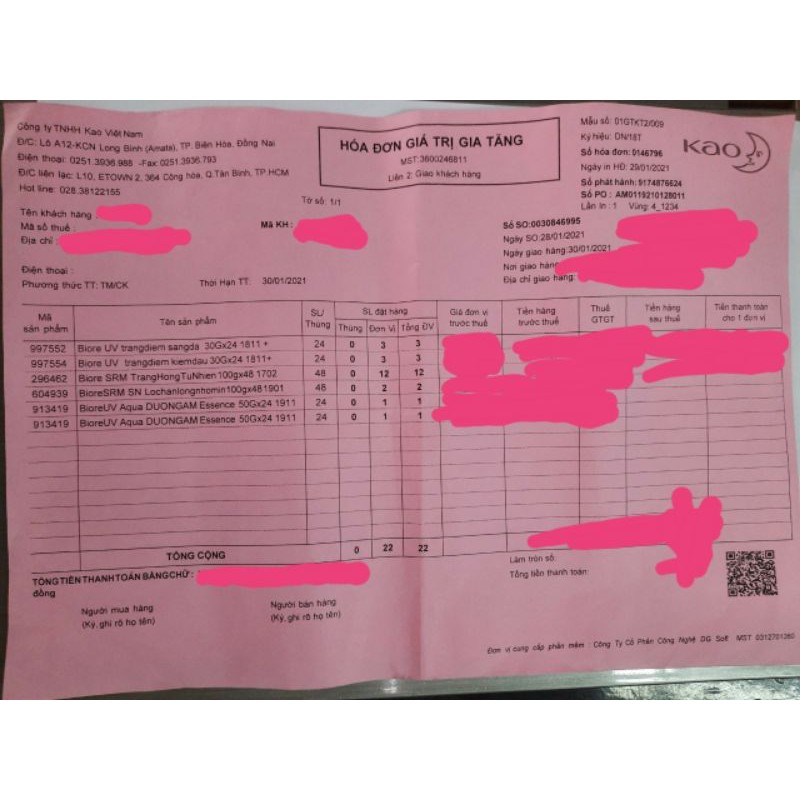 Công ty TNHH Kao Việt Nam
Đ/C: Lô A12-KCN Long Bình (Amata), TP. Biên Hòa, Đồng Nai
Điện thoại: 0251.3936.988 -Fax:0251.3936.793
Đ/C liên lạc: L10, ETOWN 2, 364 Cộng hòa, Q.Tân Bình, TP.HCM
Hot line: 028.38122155
HÓA ĐƠN GIÁ TRỊ GIA TĂNG
MST:3600246811
Liên 2: Giao khách hàng
Tờ số: 1/1
Mẫu số: 01GTKT2/009
Ký hiệu: DN/18T
Số hóa đơn: 0146796
Ngày in HĐ: 29/01/2021
Số phát hành: 9174876624
Số PO : AM0119210128011
Lần In : 1 Vùng: 4_1234
Kao
Tên khách hàng
Mã số thuế :
Địa chỉ :
Mã KH :
Điện thoại :
Phương thức TT: TM/CK
Thời Hạn TT: 30/01/2021
Số SO:0030846995
Ngày SO:28/01/2021
Ngày giao hàng:30/01/2021
Nơi giao hàng
Địa chỉ giao hàng:
Mã sản phẩm Tên sản phẩm SL/ Thùng SL đặt hàng Giá đơn vị trước thuế Tiền hàng trước thuế Thuế GTGT Tiền hàng sau thuế Tiền thanh toán cho 1 đơn vị
Thùng Đơn Vị Tổng ĐV
997552 Biore UV trangdiem sangda 30Gx24 1811 + 24 0 3 3
997554 Biore UV trangdiem kiemdau 30Gx24 1811+ 24 0 3 3
296462 Biore SRM TrangHongTuNhien 100gx48 1702 48 0 12 12
604939 BioreSRM SN Lochanlongnhomin100gx481901 48 0 2 2
913419 BioreUV Aqua DUONGAM Essence 50Gx24 1911 24 0 1 1
913419 BioreUV Aqua DUONGAM Essence 50Gx24 1911 24 0 1 1
TỔNG CỘNG 0 22 22
TỔNG TIỀN THANH TOÁN BẰNG CHỮ :
đồng
Làm tròn số:
Tổng tiền thanh toán:
Người mua hàng
(Ký, ghi rõ họ tên)
Người bán hàng
(Ký, ghi rõ họ tên)
Đơn vị cung cấp phần mềm : Công Ty Cổ Phần Công Nghệ DG Soft MST 0312701380